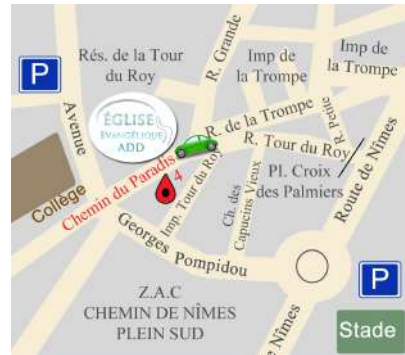 P
Rés. de la Tour
du Roy
R. Grande
Imp de
la Trompe
Imp de
la Trompe
Avenue
ÉGLISE
ÉVANGÉLIQUE
ADD
R. de la Trompe
R. Petite
R. Tour du Roy
Collège
Chemin du Paradis
4
Imp. Tour du Roy
Ch. des
Capucins Vieux
Pl. Croix
des Palmiers
Route de Nîmes
Georges Pompidou
P
Z.A.C
CHEMIN DE NÎMES
PLEIN SUD
de Nîmes
Stade